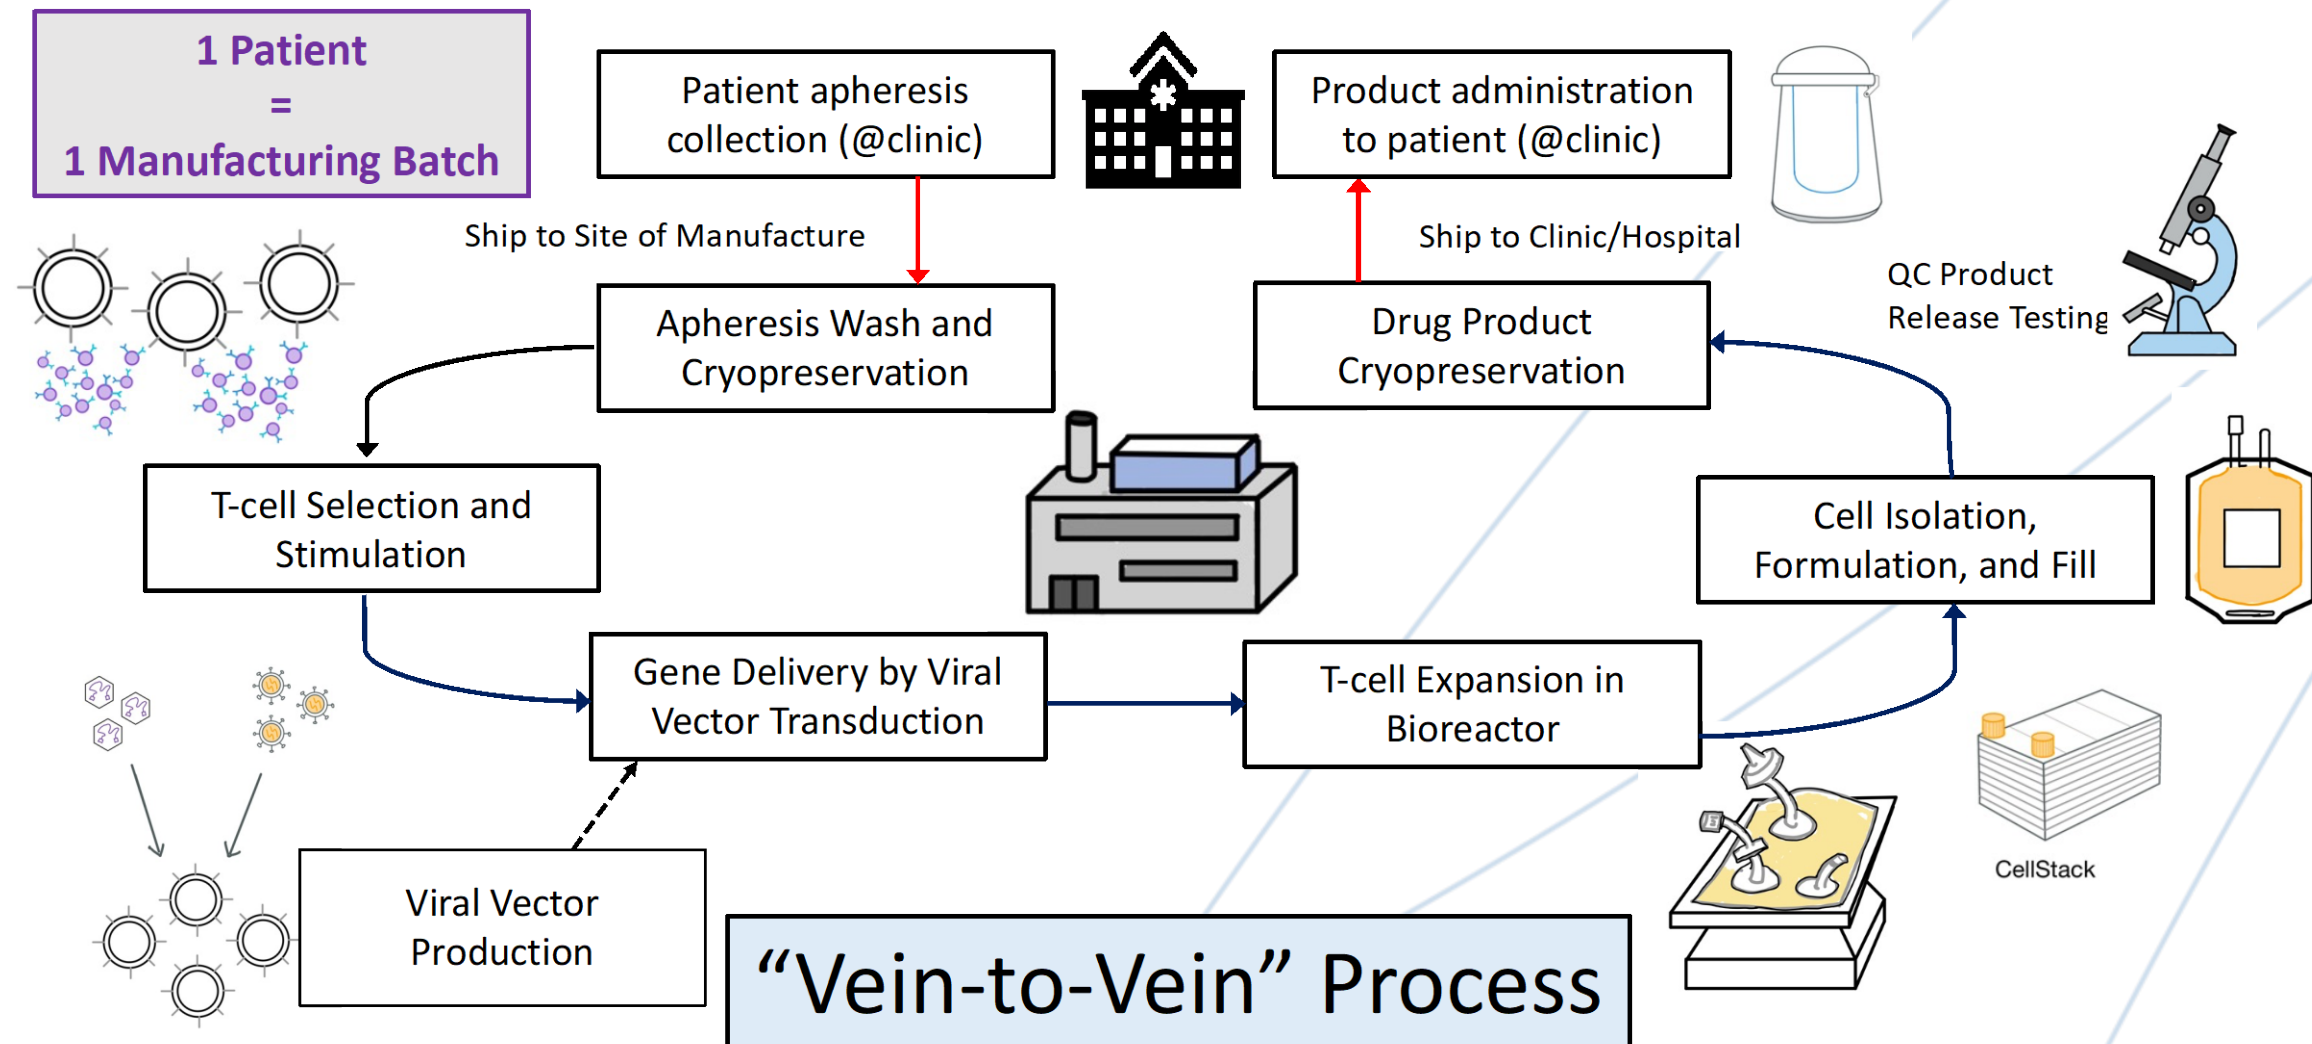 1 Patient
=
1 Manufacturing Batch
Patient apheresis
collection (@clinic)
Product administration
to patient (@clinic)
Ship to Site of Manufacture
Ship to Clinic/Hospital
QC Product
Release Testing
Apheresis Wash and
Cryopreservation
Drug Product
Cryopreservation
T-cell Selection and
Stimulation
Cell Isolation,
Formulation, and Fill
Gene Delivery by Viral
Vector Transduction
T-cell Expansion in
Bioreactor
CellStack
Viral Vector
Production
“Vein-to-Vein” Process